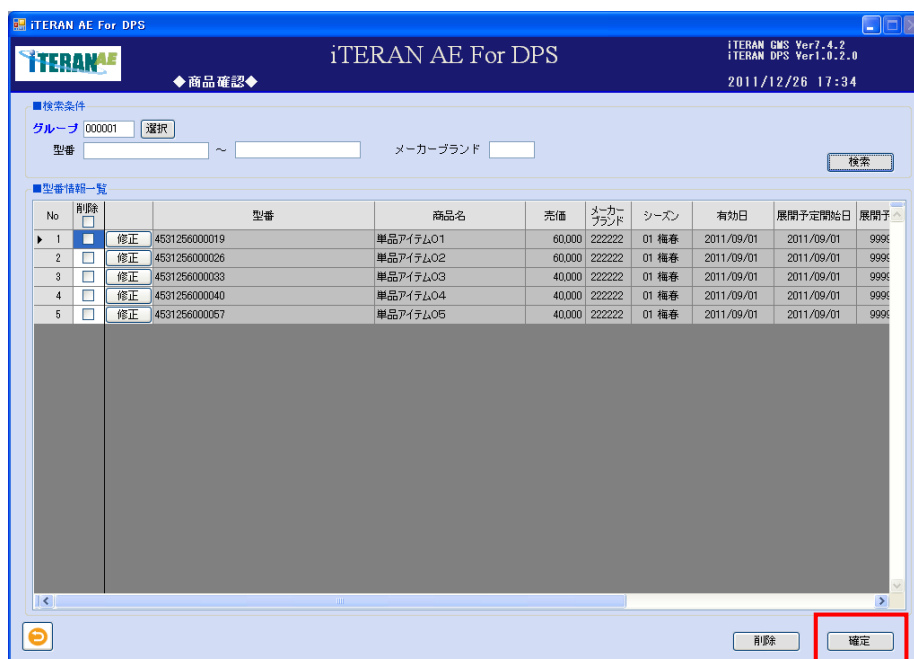 iTERAN AE For DPS
iTERAN AE
iTERAN AE For DPS
iTERAN GMS Ver7.4.2
iTERAN DPS Ver1.0.2.0
◆商品確認◆
2011/12/26 17:34
■検索条件
グループ 000001 選択
型番 ～ メーカーブランド
検索
■型番情報一覧
No 削除 型番 商品名 売価 メーカーブランド シーズン 有効日 展開予定開始日 展開予
1 修正 4531256000019 単品アイテム01 60,000 222222 01 梅春 2011/09/01 2011/09/01 9999
2 修正 4531256000026 単品アイテム02 60,000 222222 01 梅春 2011/09/01 2011/09/01 9999
3 修正 4531256000033 単品アイテム03 40,000 222222 01 梅春 2011/09/01 2011/09/01 9999
4 修正 4531256000040 単品アイテム04 40,000 222222 01 梅春 2011/09/01 2011/09/01 9999
5 修正 4531256000057 単品アイテム05 40,000 222222 01 梅春 2011/09/01 2011/09/01 9999
削除 確定